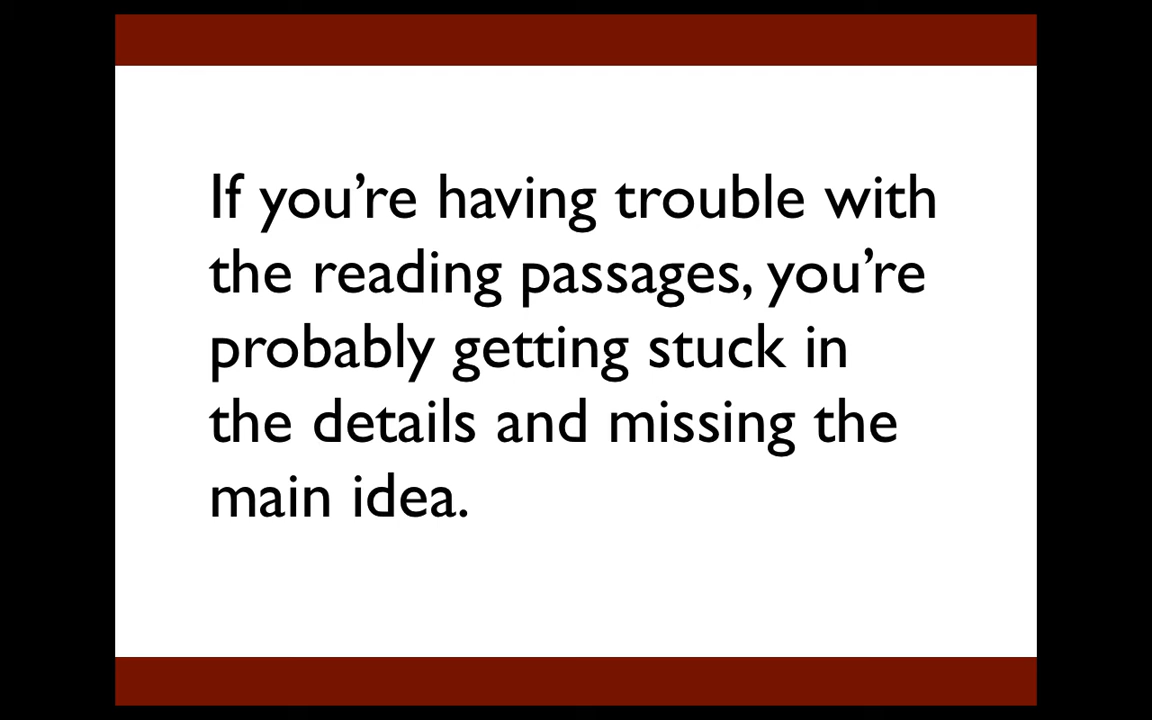 If you’re having trouble with
the reading passages, you’re
probably getting stuck in
the details and missing the
main idea.